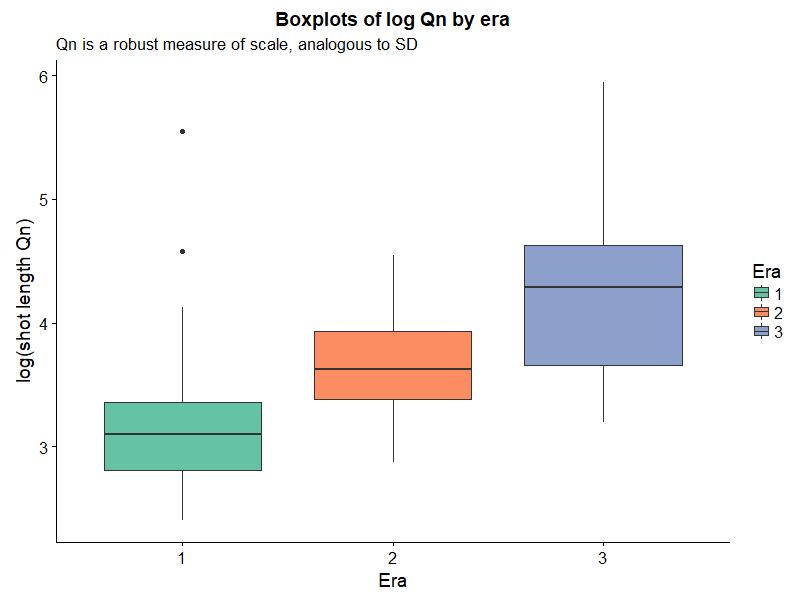 Boxplots of log Qn by era
Qn is a robust measure of scale, analogous to SD
log(shot length Qn)
6
5
4
3
1
2
3
Era
Era
1
2
3